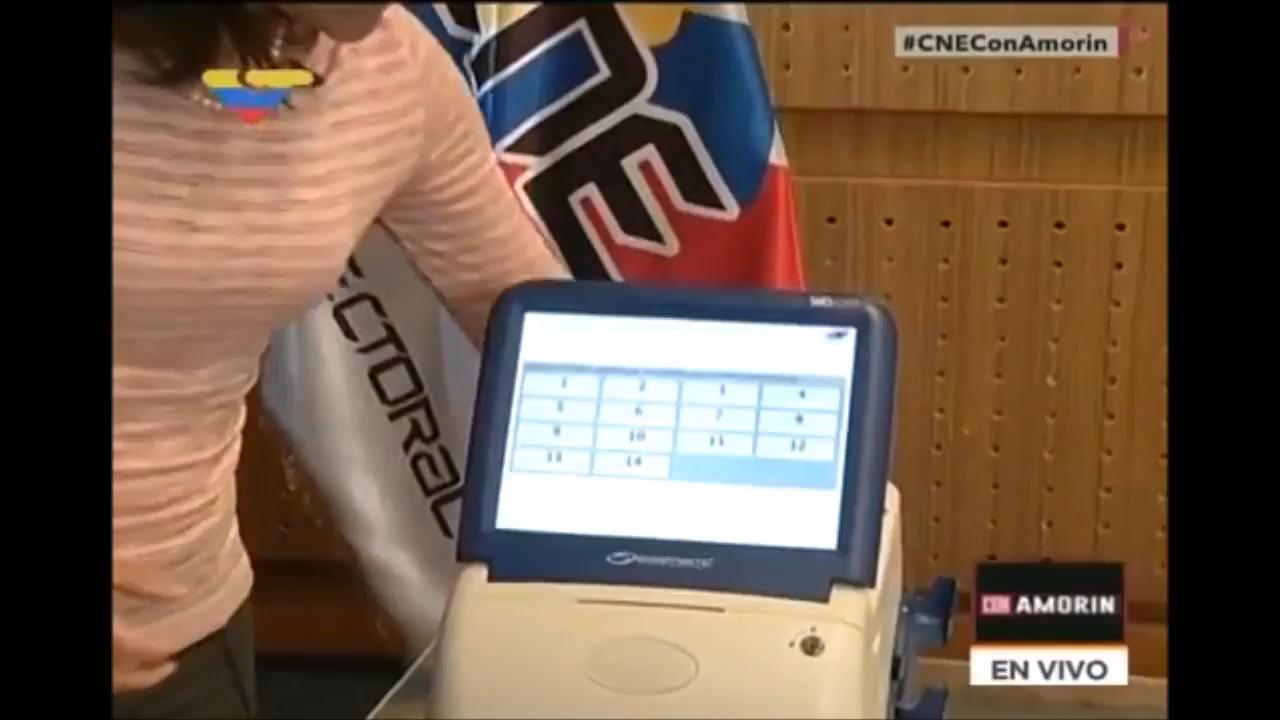 #CNEConAmorin
CNE
ECTORAL
1 2 3 4
5 6 7 8
9 10 11 12
13 14
CON AMORIN
EN VIVO